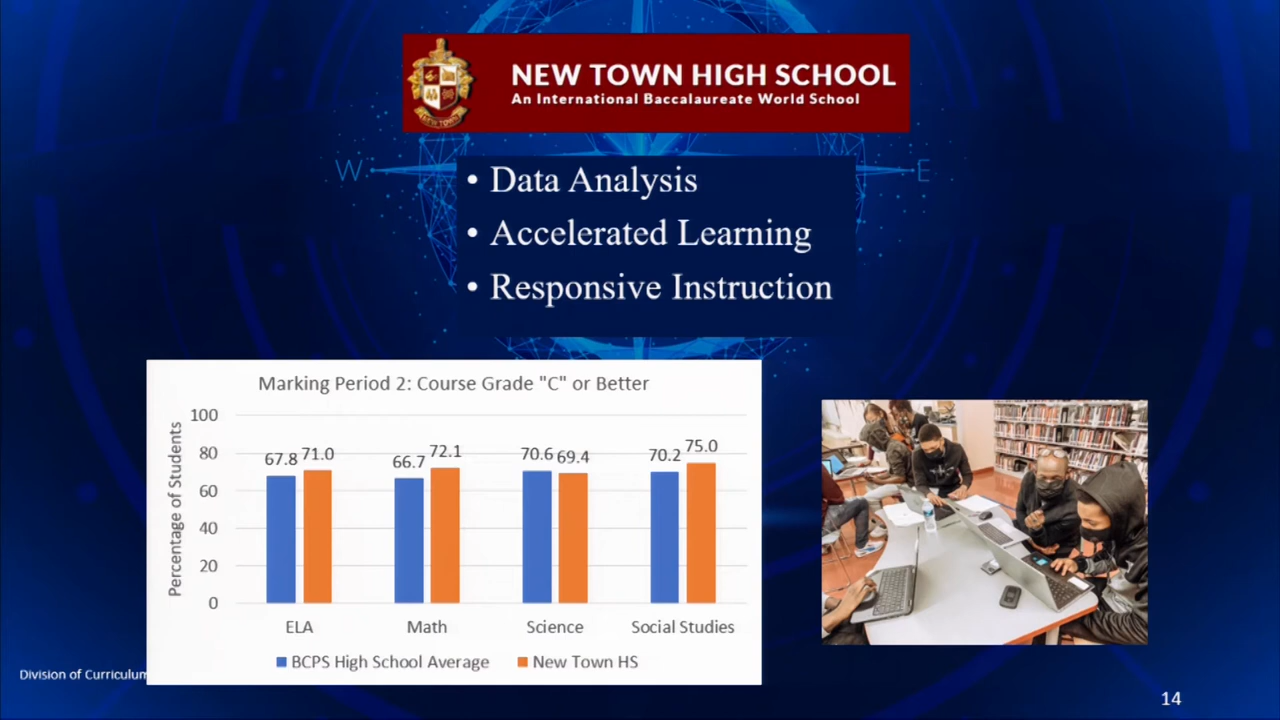 NEW TOWN HIGH SCHOOL
An International Baccalaureate World School
NEW TOWN
W
E
• Data Analysis
• Accelerated Learning
• Responsive Instruction
Marking Period 2: Course Grade "C" or Better
Percentage of Students
100
80
60
40
20
0
67.8 71.0
66.7 72.1
70.6 69.4
70.2 75.0
ELA Math Science Social Studies
BCPS High School Average New Town HS
Division of Curriculum
14